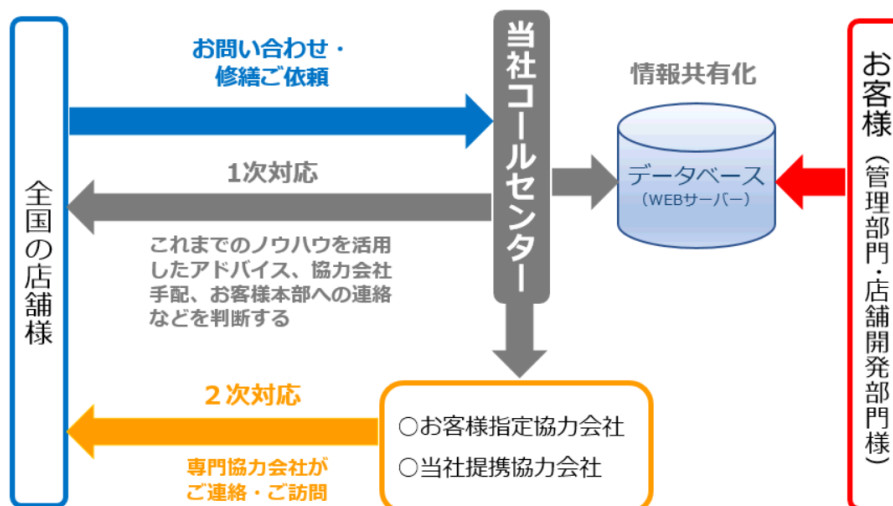 お問い合わせ・
修繕ご依頼
当社コールセンター
情報共有化
お客様（管理部門・店舗開発部門様）
全国の店舗様
1次対応
データベース
（WEBサーバー）
これまでのノウハウを活用
したアドバイス、協力会社
手配、お客様本部への連絡
などを判断する
２次対応
○お客様指定協力会社
○当社提携協力会社
専門協力会社が
ご連絡・ご訪問